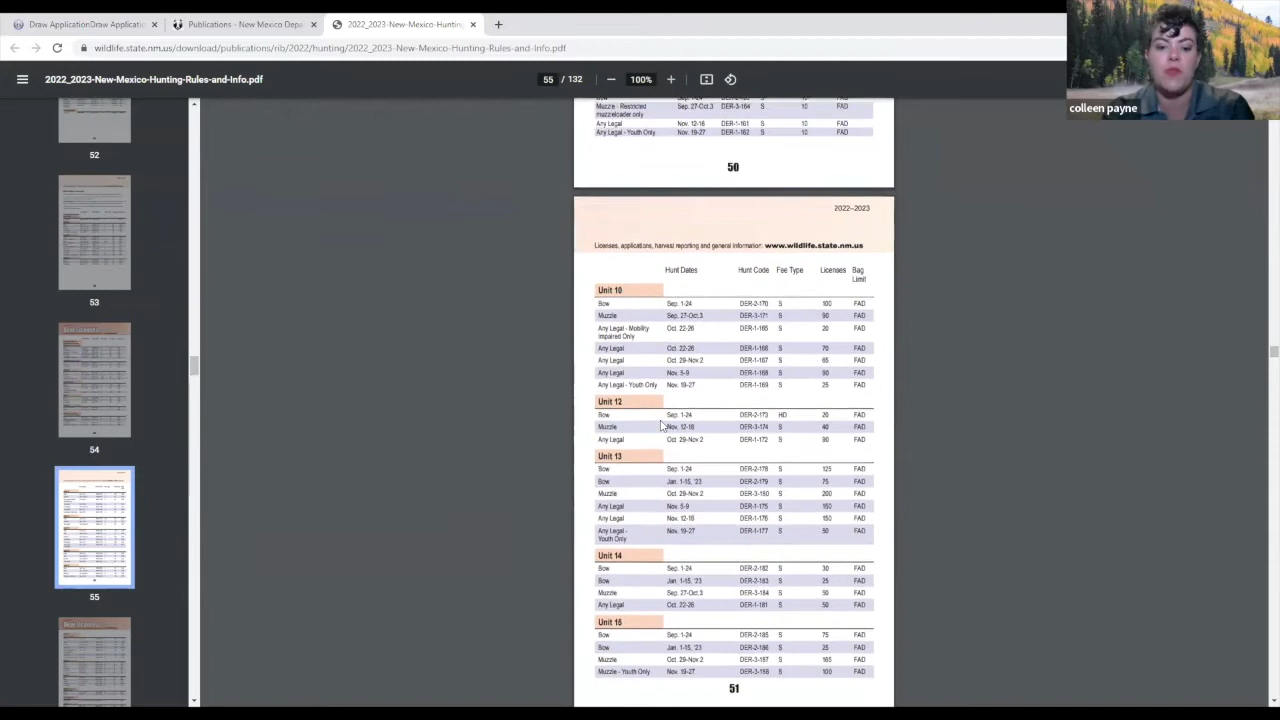 Draw ApplicationDraw Applicati
Publications - New Mexico Depa
2022_2023-New-Mexico-Hunting
wildlife.state.nm.us/download/publications/rib/2022/hunting/2022_2023-New-Mexico-Hunting-Rules-and-Info.pdf
2022_2023-New-Mexico-Hunting-Rules-and-Info.pdf
55 / 132
100%
colleen payne
52
53
54
55
Muzzle - Restricted muzzleloader only Sep. 27-Oct.3 DER-3-164 S 10 FAD
Any Legal Nov. 12-16 DER-1-161 S 10 FAD
Any Legal - Youth Only Nov. 19-27 DER-1-162 S 10 FAD
50
2022–2023
Licenses, applications, harvest reporting and general information: www.wildlife.state.nm.us
Hunt Dates Hunt Code Fee Type Licenses Bag Limit
Unit 10
Bow Sep. 1-24 DER-2-170 S 100 FAD
Muzzle Sep. 27-Oct.3 DER-3-171 S 90 FAD
Any Legal - Mobility Impaired Only Oct. 22-26 DER-1-165 S 20 FAD
Any Legal Oct. 22-26 DER-1-166 S 70 FAD
Any Legal Oct. 29-Nov.2 DER-1-167 S 65 FAD
Any Legal Nov. 5-9 DER-1-168 S 90 FAD
Any Legal - Youth Only Nov. 19-27 DER-1-169 S 25 FAD
Unit 12
Bow Sep. 1-24 DER-2-173 HD 20 FAD
Muzzle Nov. 12-16 DER-3-174 S 40 FAD
Any Legal Oct. 29-Nov 2 DER-1-172 S 90 FAD
Unit 13
Bow Sep. 1-24 DER-2-178 S 125 FAD
Bow Jan. 1-15, '23 DER-2-179 S 75 FAD
Muzzle Oct. 29-Nov.2 DER-3-180 S 200 FAD
Any Legal Nov. 5-9 DER-1-175 S 150 FAD
Any Legal Nov. 12-16 DER-1-176 S 150 FAD
Any Legal - Youth Only Nov. 19-27 DER-1-177 S 50 FAD
Unit 14
Bow Sep. 1-24 DER-2-182 S 30 FAD
Bow Jan. 1-15, '23 DER-2-183 S 25 FAD
Muzzle Sep. 27-Oct.3 DER-3-184 S 50 FAD
Any Legal Oct. 22-26 DER-1-181 S 50 FAD
Unit 15
Bow Sep. 1-24 DER-2-185 S 75 FAD
Bow Jan. 1-15, '23 DER-2-186 S 25 FAD
Muzzle Oct. 29-Nov.2 DER-3-187 S 165 FAD
Muzzle - Youth Only Nov. 19-27 DER-3-188 S 100 FAD
51